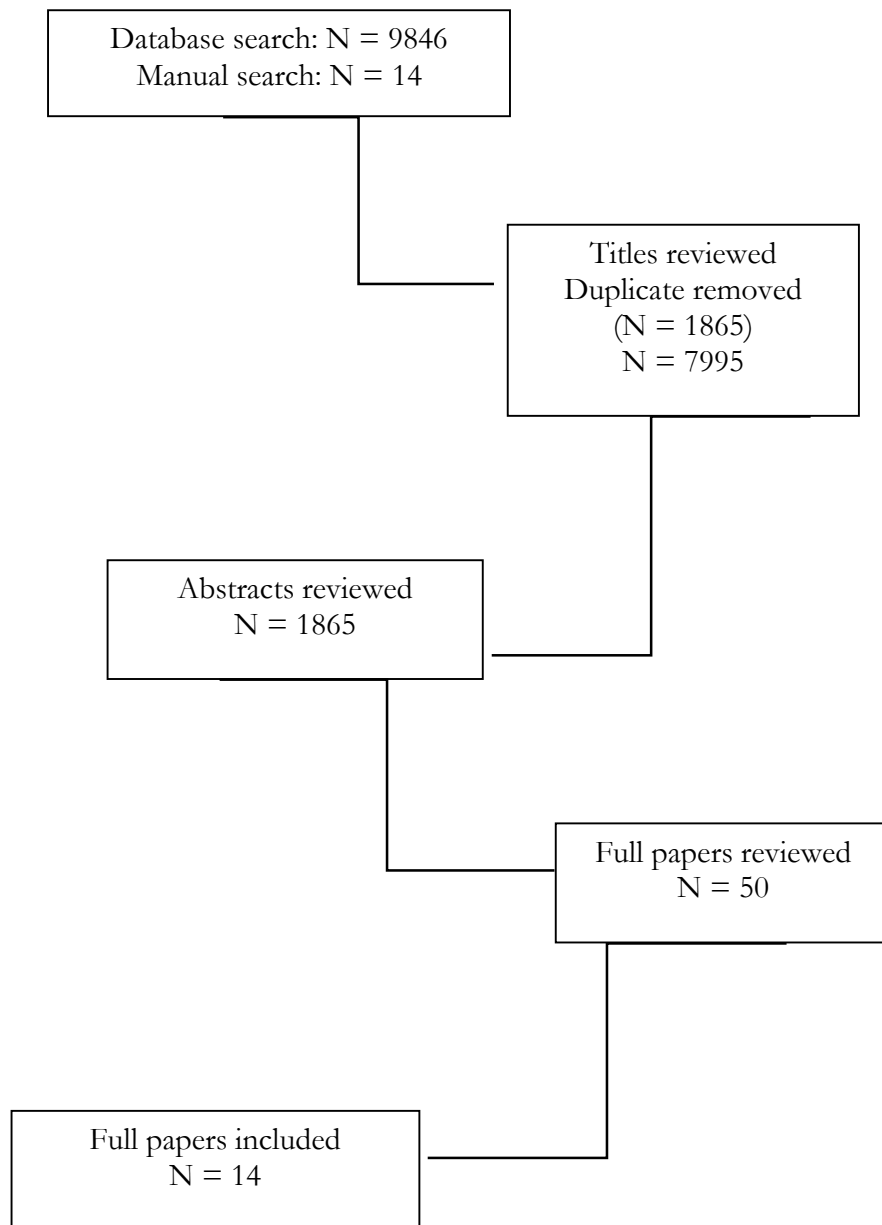 Database search: N = 9846
Manual search: N = 14
Titles reviewed
Duplicate removed
(N = 1865)
N = 7995
Abstracts reviewed
N = 1865
Full papers reviewed
N = 50
Full papers included
N = 14